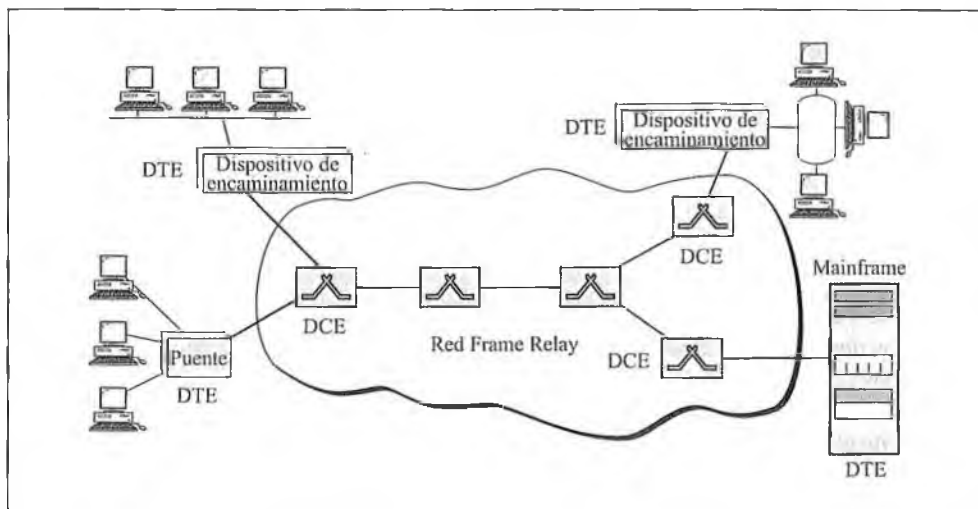 DTE
Dispositivo de
encaminamiento
DTE
Dispositivo de
encaminamiento
DCE
Mainframe
Puente
DTE
DCE
Red Frame Relay
DCE
DTE